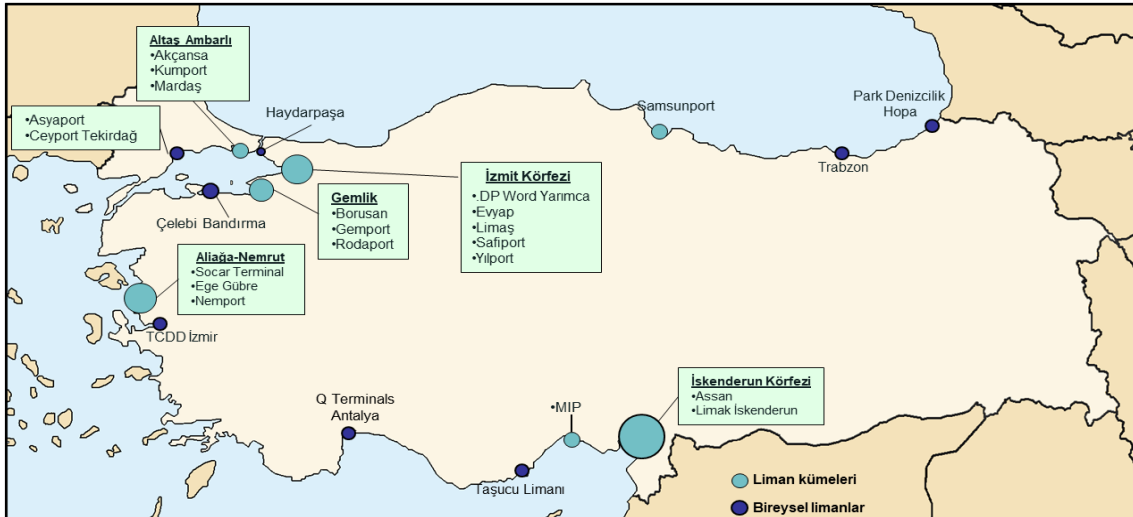 Altaş Ambarlı
•Akçansa
•Kumport
•Mardaş
•Asyaport
•Ceyport Tekirdağ
Haydarpaşa
Samsunport
Park Denizcilik
Hopa
Trabzon
İzmit Körfezi
•.DP Word Yarımca
•Evyap
•Limaş
•Safiport
•Yılport
Gemlik
•Borusan
•Gemport
•Rodaport
Çelebi Bandırma
Aliağa-Nemrut
•Socar Terminal
•Ege Gübre
•Nemport
TCDD İzmir
Q Terminals
Antalya
•MIP
Taşucu Limanı
İskenderun Körfezi
•Assan
•Limak İskenderun
Liman kümeleri
Bireysel limanlar